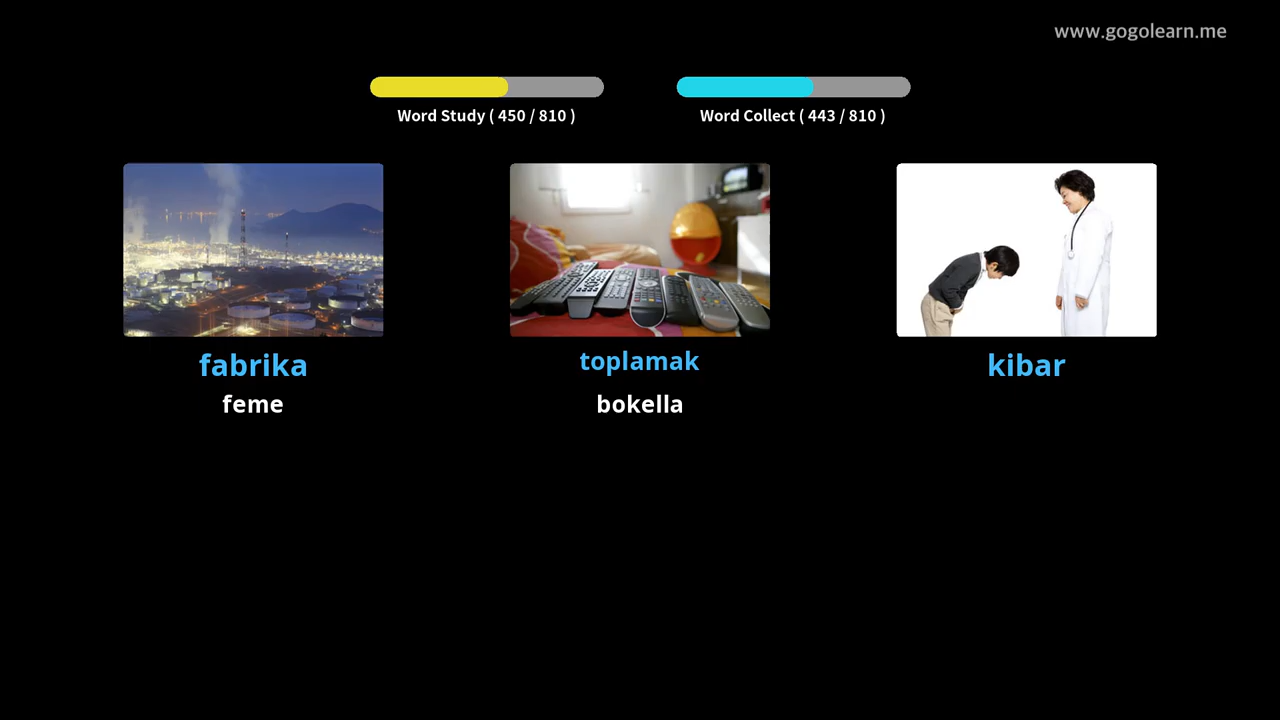 www.gogolearn.me
Word Study ( 450 / 810 )
Word Collect ( 443 / 810 )
fabrika
feme
toplamak
bokella
kibar